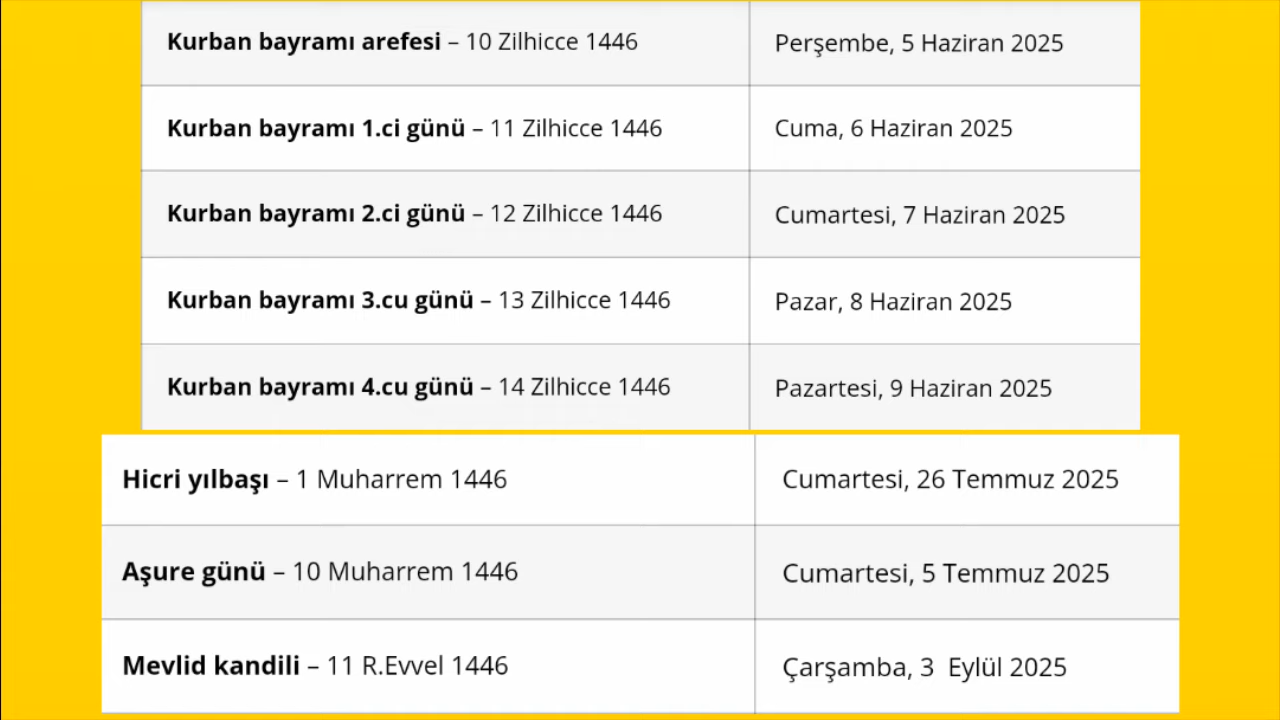 Kurban bayramı arefesi – 10 Zilhicce 1446 Perşembe, 5 Haziran 2025
Kurban bayramı 1.ci günü – 11 Zilhicce 1446 Cuma, 6 Haziran 2025
Kurban bayramı 2.ci günü – 12 Zilhicce 1446 Cumartesi, 7 Haziran 2025
Kurban bayramı 3.cu günü – 13 Zilhicce 1446 Pazar, 8 Haziran 2025
Kurban bayramı 4.cu günü – 14 Zilhicce 1446 Pazartesi, 9 Haziran 2025
Hicri yılbaşı – 1 Muharrem 1446 Cumartesi, 26 Temmuz 2025
Aşure günü – 10 Muharrem 1446 Cumartesi, 5 Temmuz 2025
Mevlid kandili – 11 R.Evvel 1446 Çarşamba, 3 Eylül 2025